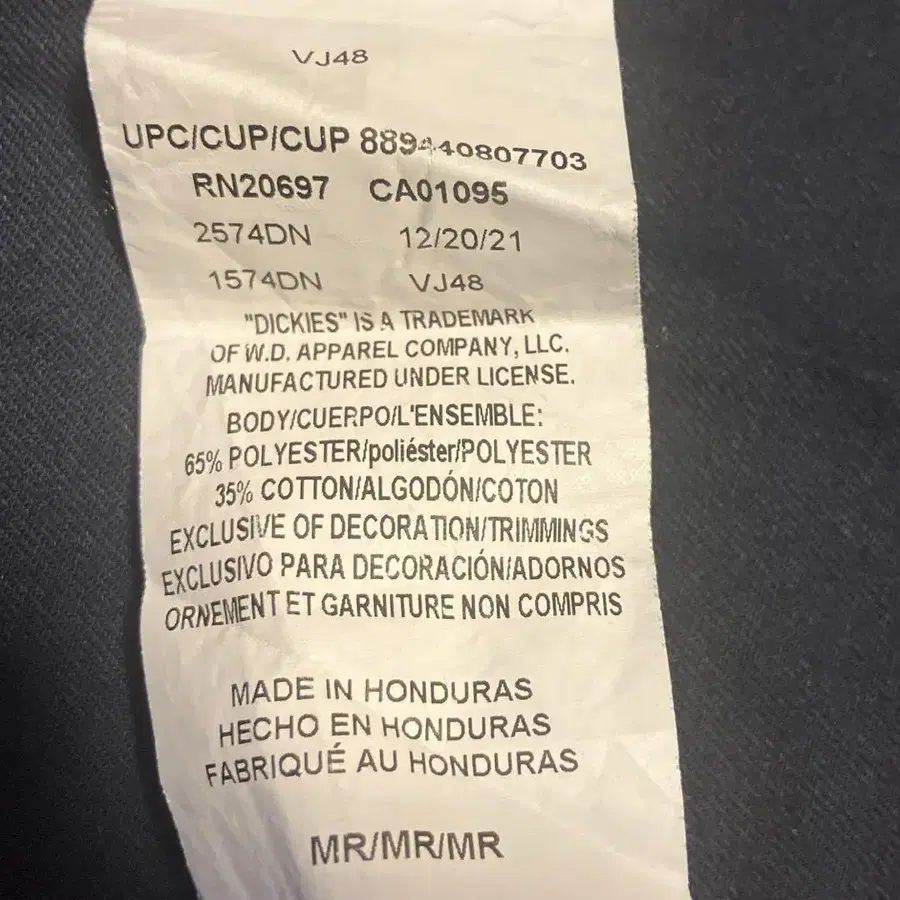 VJ48
UPC/CUP/CUP 889440807703
RN20697 CA01095
2574DN 12/20/21
1574DN VJ48
"DICKIES" IS A TRADEMARK
OF W.D. APPAREL COMPANY, LLC.
MANUFACTURED UNDER LICENSE.
BODY/CUERPO/L'ENSEMBLE:
65% POLYESTER/poliéster/POLYESTER
35% COTTON/ALGODÓN/COTON
EXCLUSIVE OF DECORATION/TRIMMINGS
EXCLUSIVO PARA DECORACIÓN/ADORNOS
ORNEMENT ET GARNITURE NON COMPRIS
MADE IN HONDURAS
HECHO EN HONDURAS
FABRIQUÉ AU HONDURAS
MR/MR/MR